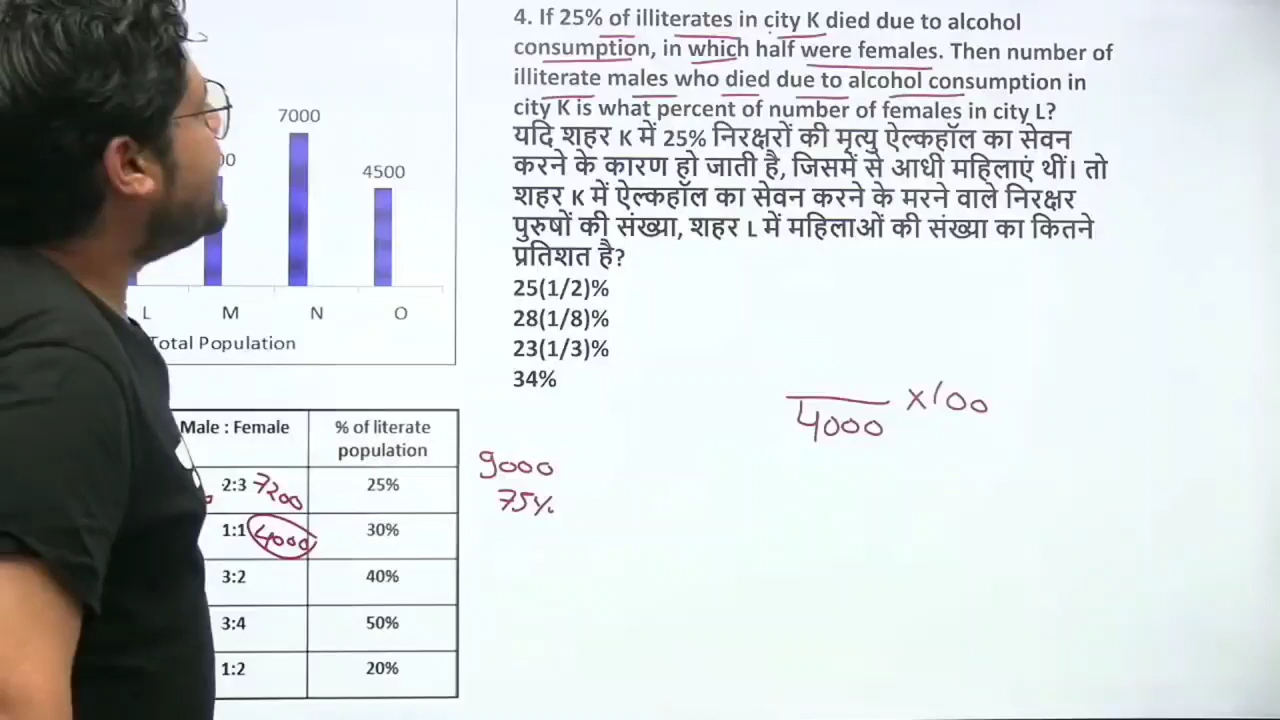 4. If 25% of illiterates in city K died due to alcohol
consumption, in which half were females. Then number of
illiterate males who died due to alcohol consumption in
city K is what percent of number of females in city L?
यदि शहर K में 25% निरक्षरों की मृत्यु ऐल्कहॉल का सेवन
करने के कारण हो जाती है, जिसमें से आधी महिलाएं थीं। तो
शहर K में ऐल्कहॉल का सेवन करने के मरने वाले निरक्षर
पुरुषों की संख्या, शहर L में महिलाओं की संख्या का कितने
प्रतिशत है?
25(1/2)%
28(1/8)%
23(1/3)%
34%
7000
4500
L M N O
Total Population
Male : Female % of literate
population
2:3 7200 25%
1:1 4000 30%
3:2 40%
3:4 50%
1:2 20%
9000
75%
4000 ×100